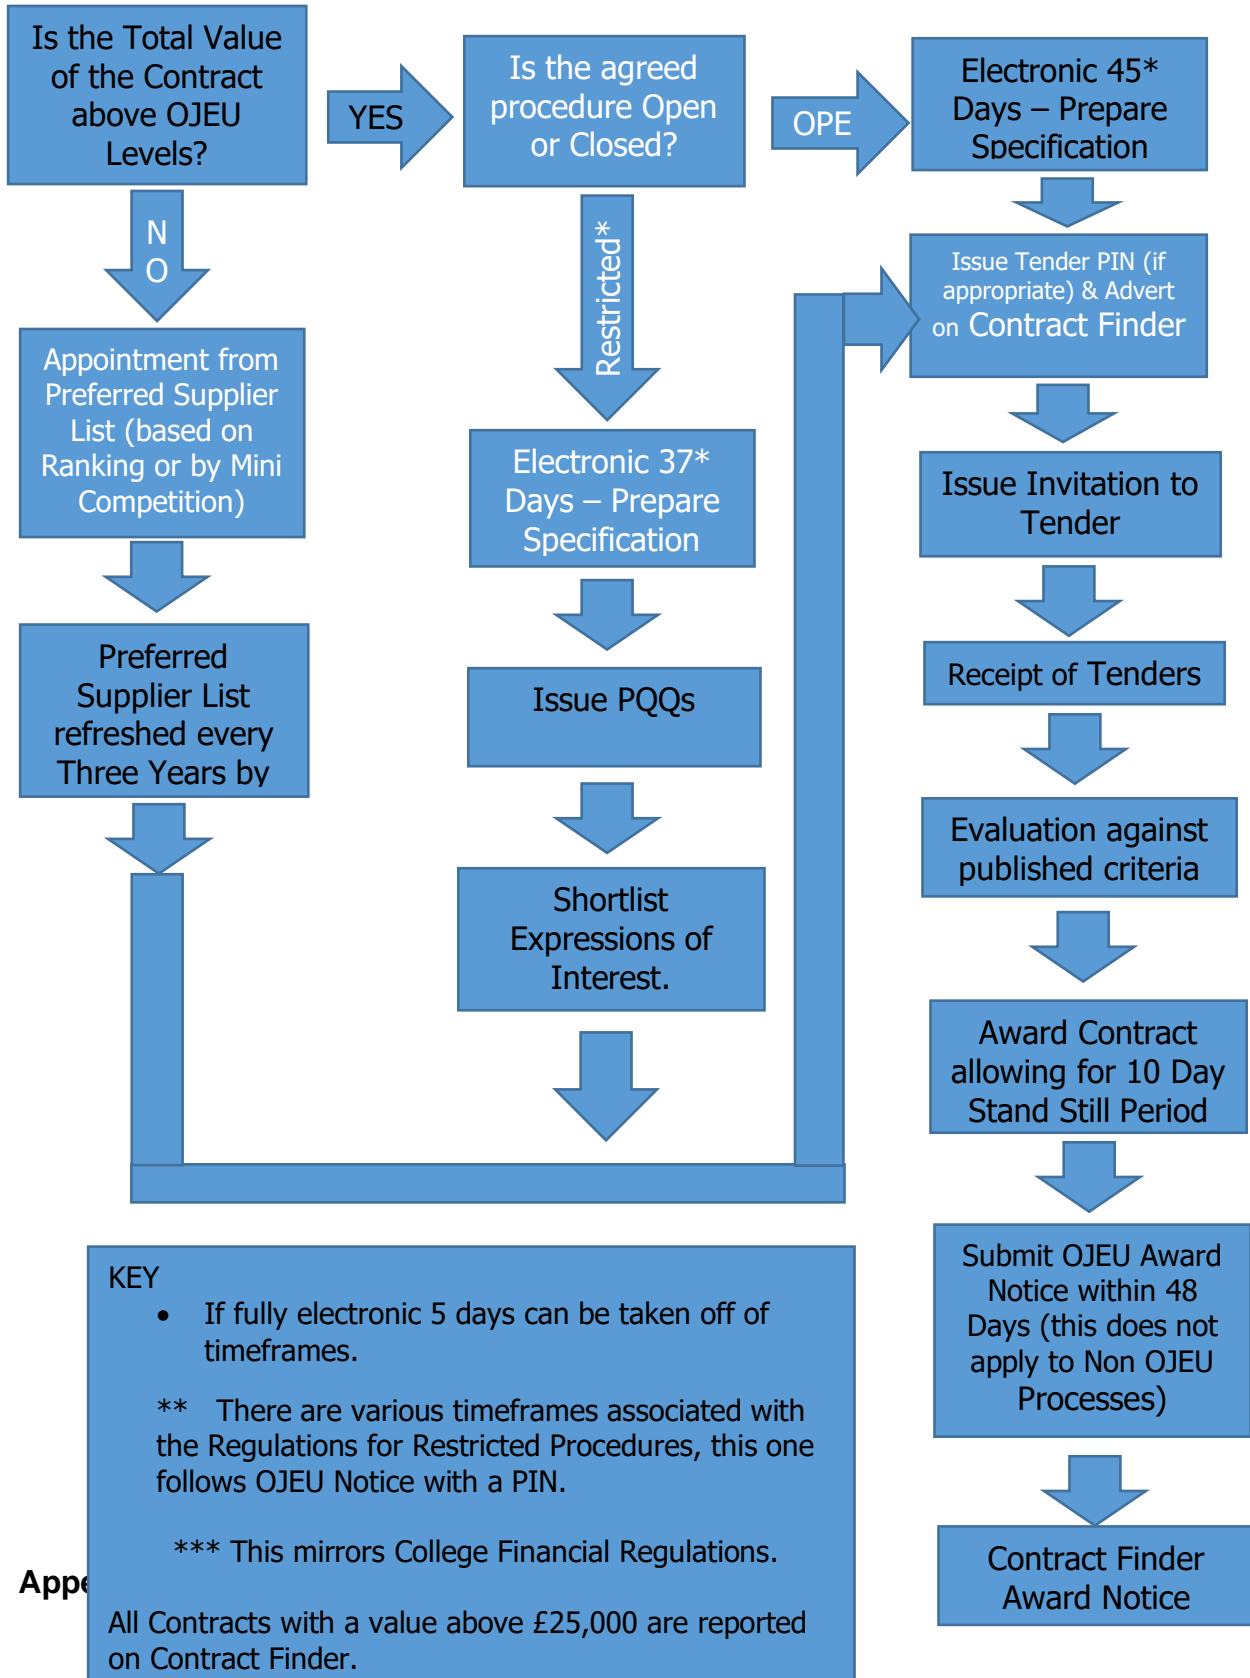 Is the Total Value
of the Contract
above OJEU
Levels?
YES
Is the agreed
procedure Open
or Closed?
OPE
Electronic 45*
Days – Prepare
Specification
N
O
Restricted*
Issue Tender PIN (if
appropriate) & Advert
on Contract Finder
Appointment from
Preferred Supplier
List (based on
Ranking or by Mini
Competition)
Electronic 37*
Days – Prepare
Specification
Issue Invitation to
Tender
Preferred
Supplier List
refreshed every
Three Years by
Issue PQQs
Receipt of Tenders
Evaluation against
published criteria
Shortlist
Expressions of
Interest.
Award Contract
allowing for 10 Day
Stand Still Period
Submit OJEU Award
Notice within 48
Days (this does not
apply to Non OJEU
Processes)
Contract Finder
Award Notice
KEY
• If fully electronic 5 days can be taken off of
timeframes.
** There are various timeframes associated with
the Regulations for Restricted Procedures, this one
follows OJEU Notice with a PIN.
*** This mirrors College Financial Regulations.
All Contracts with a value above £25,000 are reported
on Contract Finder.
Appe